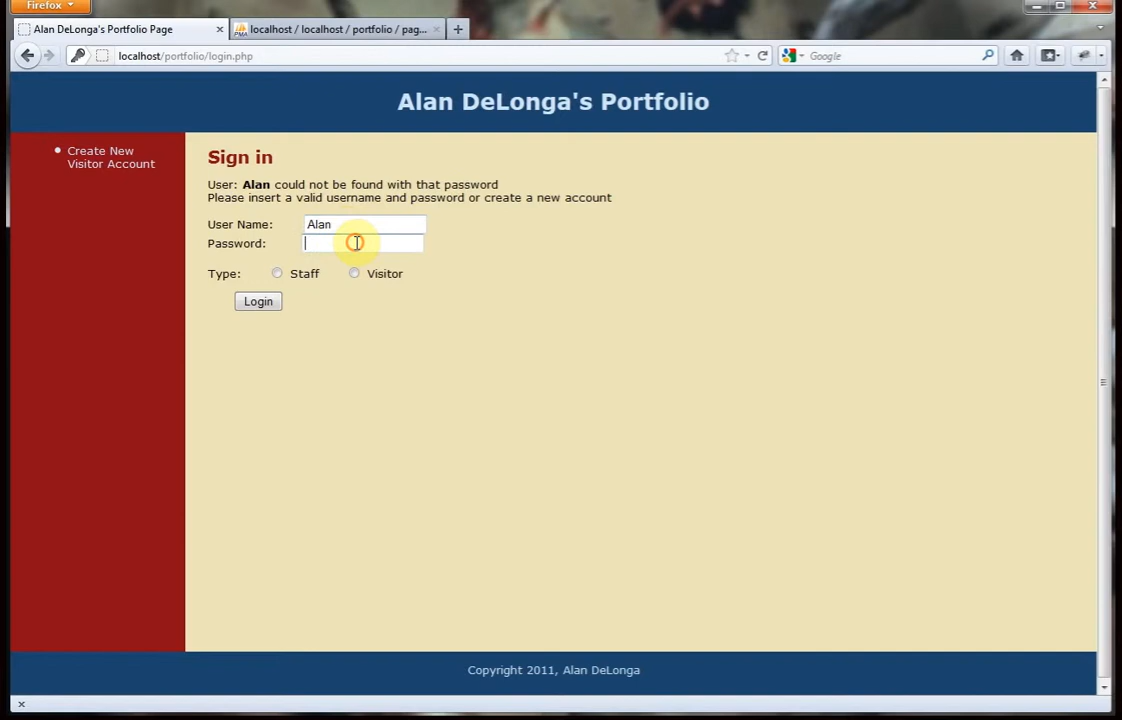 Firefox
Alan DeLonga's Portfolio Page
localhost / localhost / portfolio / pag...
localhost/portfolio/login.php
Google
Alan DeLonga's Portfolio
Create New
Visitor Account
Sign in
User: Alan could not be found with that password
Please insert a valid username and password or create a new account
User Name: Alan
Password:
Type: Staff Visitor
Login
Copyright 2011, Alan DeLonga